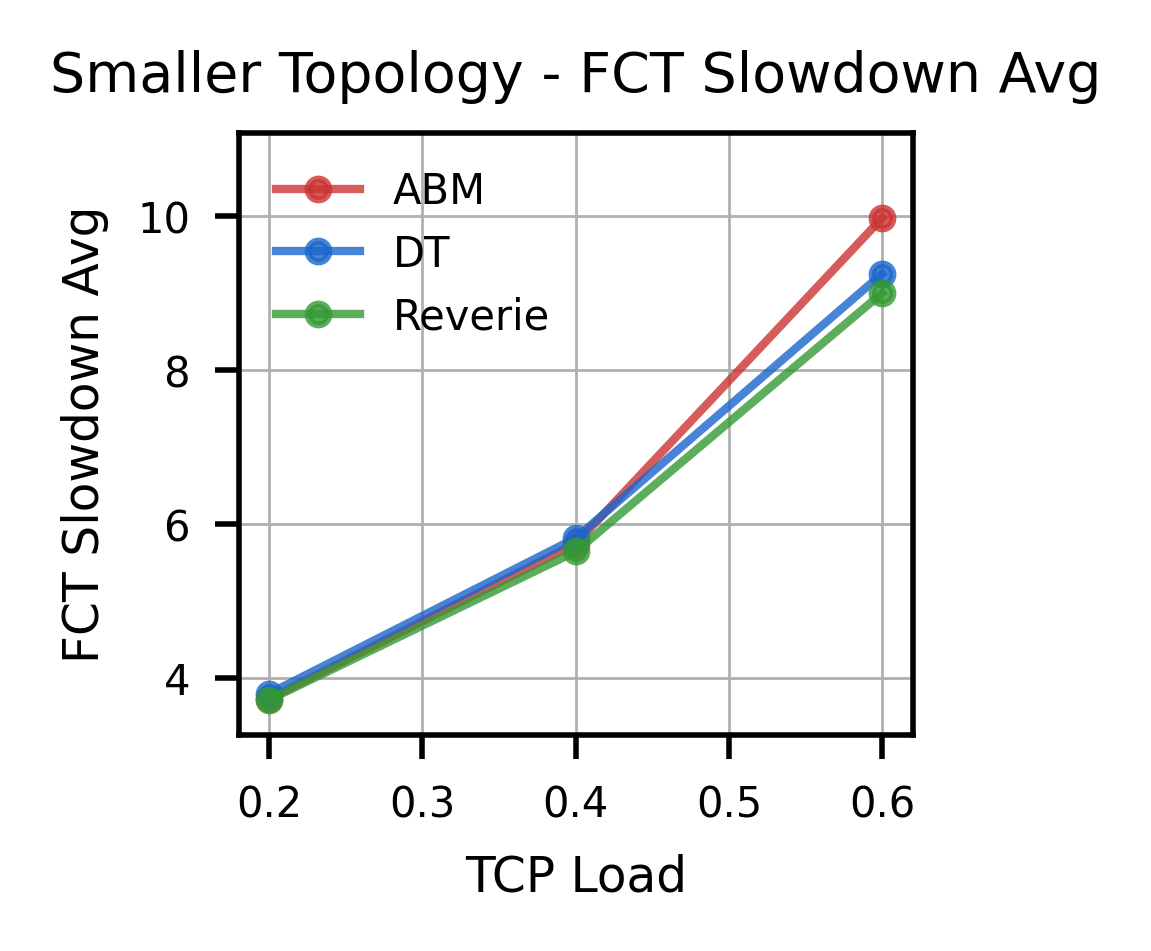 Smaller Topology - FCT Slowdown Avg
FCT Slowdown Avg
10
8
6
4
ABM
DT
Reverie
0.2 0.3 0.4 0.5 0.6
TCP Load